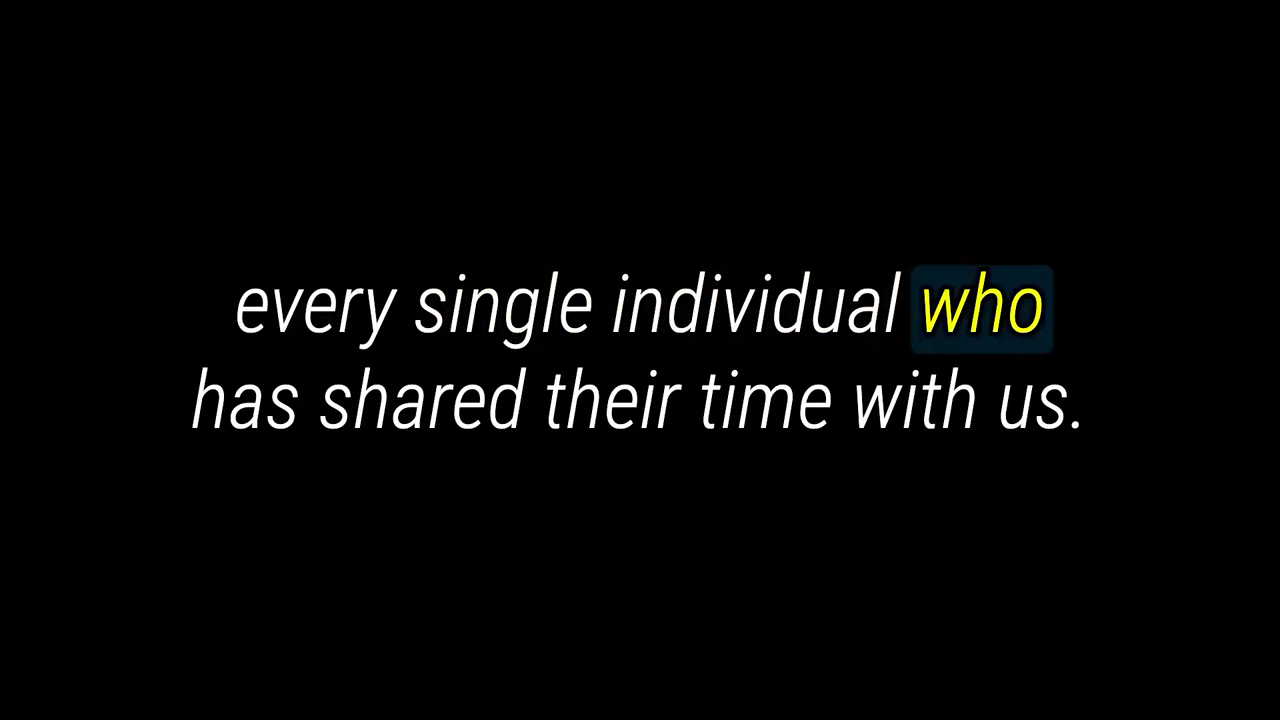 every single individual who
has shared their time with us.